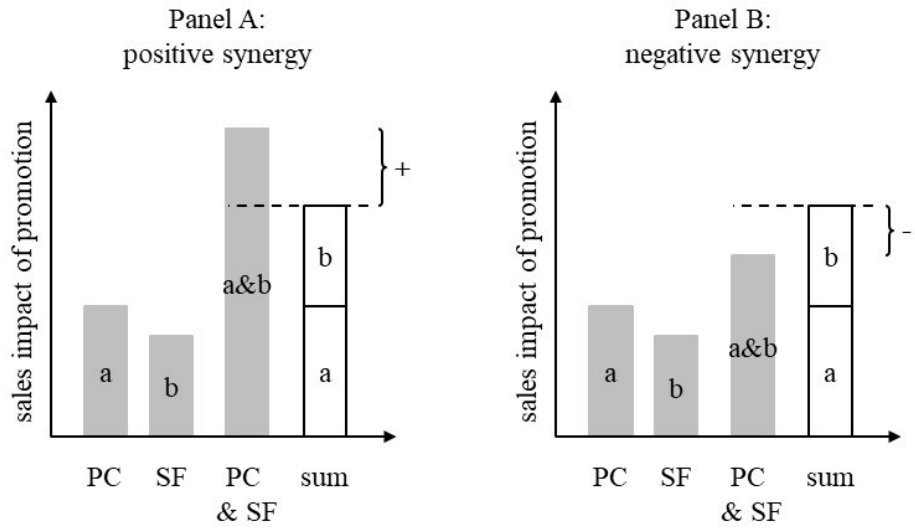 Panel A:
positive synergy
sales impact of promotion
a
b
a&b
b
a
+
PC
SF
PC
& SF
sum
Panel B:
negative synergy
sales impact of promotion
a
b
a&b
b
a
-
PC
SF
PC
& SF
sum